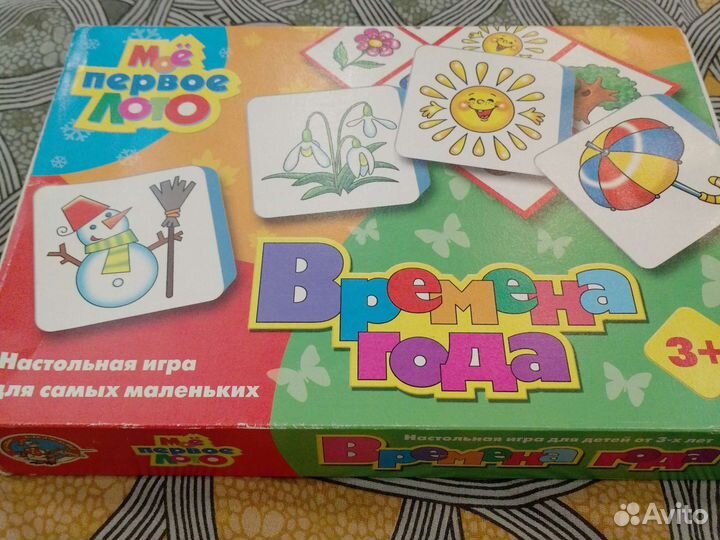 Моё
первое
лото
Времена
года
3+
Настольная игра
для самых маленьких
Моё
первое
лото
Настольная игра для детей от 3-х лет
Времена года
Avito